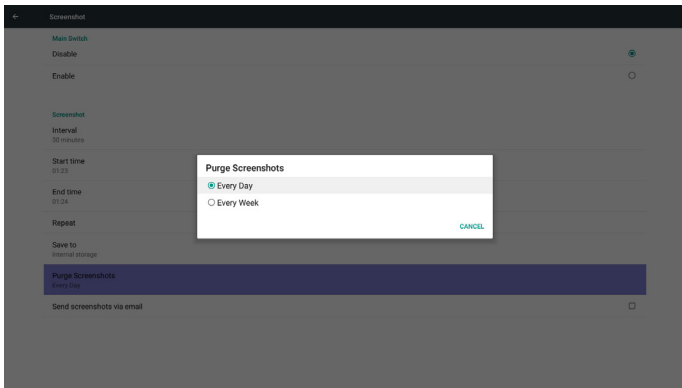 Screenshot
Main Switch
Disable
Enable
Screenshot
Interval
30 minutes
Start time
01:23
End time
01:24
Repeat
Save to
Internal storage
Purge Screenshots
Every Day
Send screenshots via email
Purge Screenshots
Every Day
Every Week
CANCEL